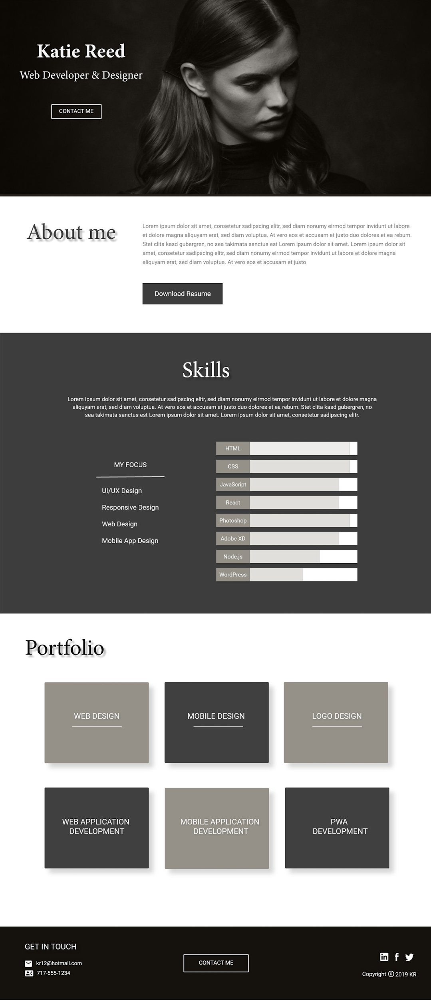 Katie Reed
Web Developer & Designer
CONTACT ME
About me
Lorem ipsum dolor sit amet, consetetur sadipscing elitr, sed diam nonumy eirmod tempor invidunt ut labore
et dolore magna aliquyam erat, sed diam voluptua. At vero eos et accusam et justo duo dolores et ea rebum.
Stet clita kasd gubergren, no sea takimata sanctus est Lorem ipsum dolor sit amet. Lorem ipsum dolor sit
amet, consetetur sadipscing elitr, sed diam nonumy eirmod tempor invidunt ut labore et dolore magna
aliquyam erat, sed diam voluptua. At vero eos et accusam et justo
Download Resume
Skills
Lorem ipsum dolor sit amet, consetetur sadipscing elitr, sed diam nonumy eirmod tempor invidunt ut labore et dolore magna
aliquyam erat, sed diam voluptua. At vero eos et accusam et justo duo dolores et ea rebum. Stet clita kasd gubergren, no
sea takimata sanctus est Lorem ipsum dolor sit amet. Lorem ipsum dolor sit amet, consetetur sadipscing elitr.
MY FOCUS
UI/UX Design
Responsive Design
Web Design
Mobile App Design
HTML
CSS
JavaScript
React
Photoshop
Adobe XD
Node.js
WordPress
Portfolio
WEB DESIGN
MOBILE DESIGN
LOGO DESIGN
WEB APPLICATION
DEVELOPMENT
MOBILE APPLICATION
DEVELOPMENT
PWA
DEVELOPMENT
GET IN TOUCH
kr12@hotmail.com
717-555-1234
CONTACT ME
Copyright © 2019 KR